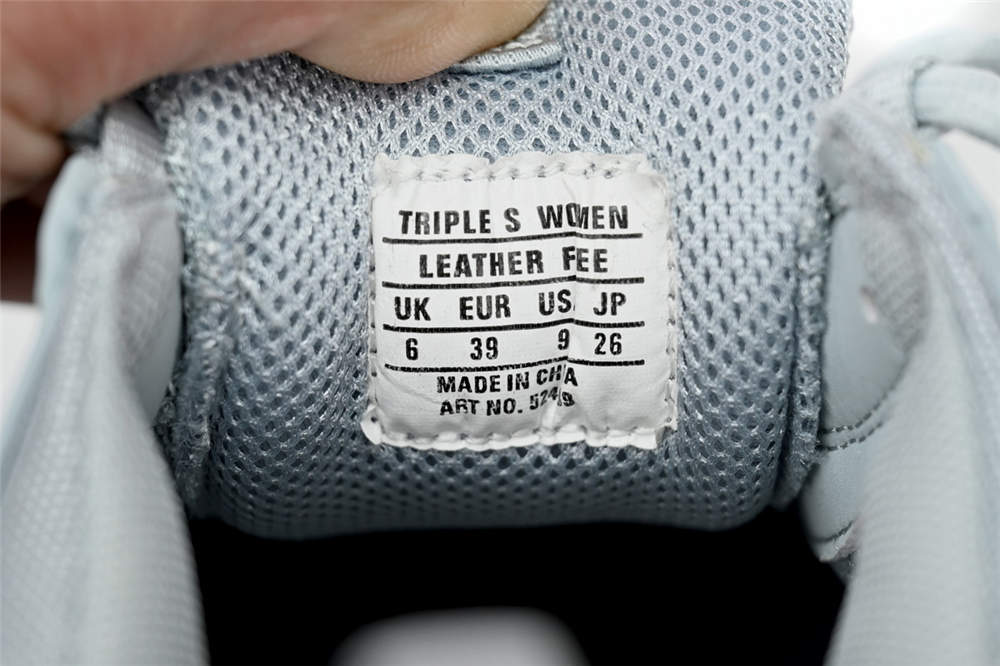 TRIPLE S WOMEN
LEATHER FEE
UK EUR US JP
6 39 9 26
MADE IN
ART NO.